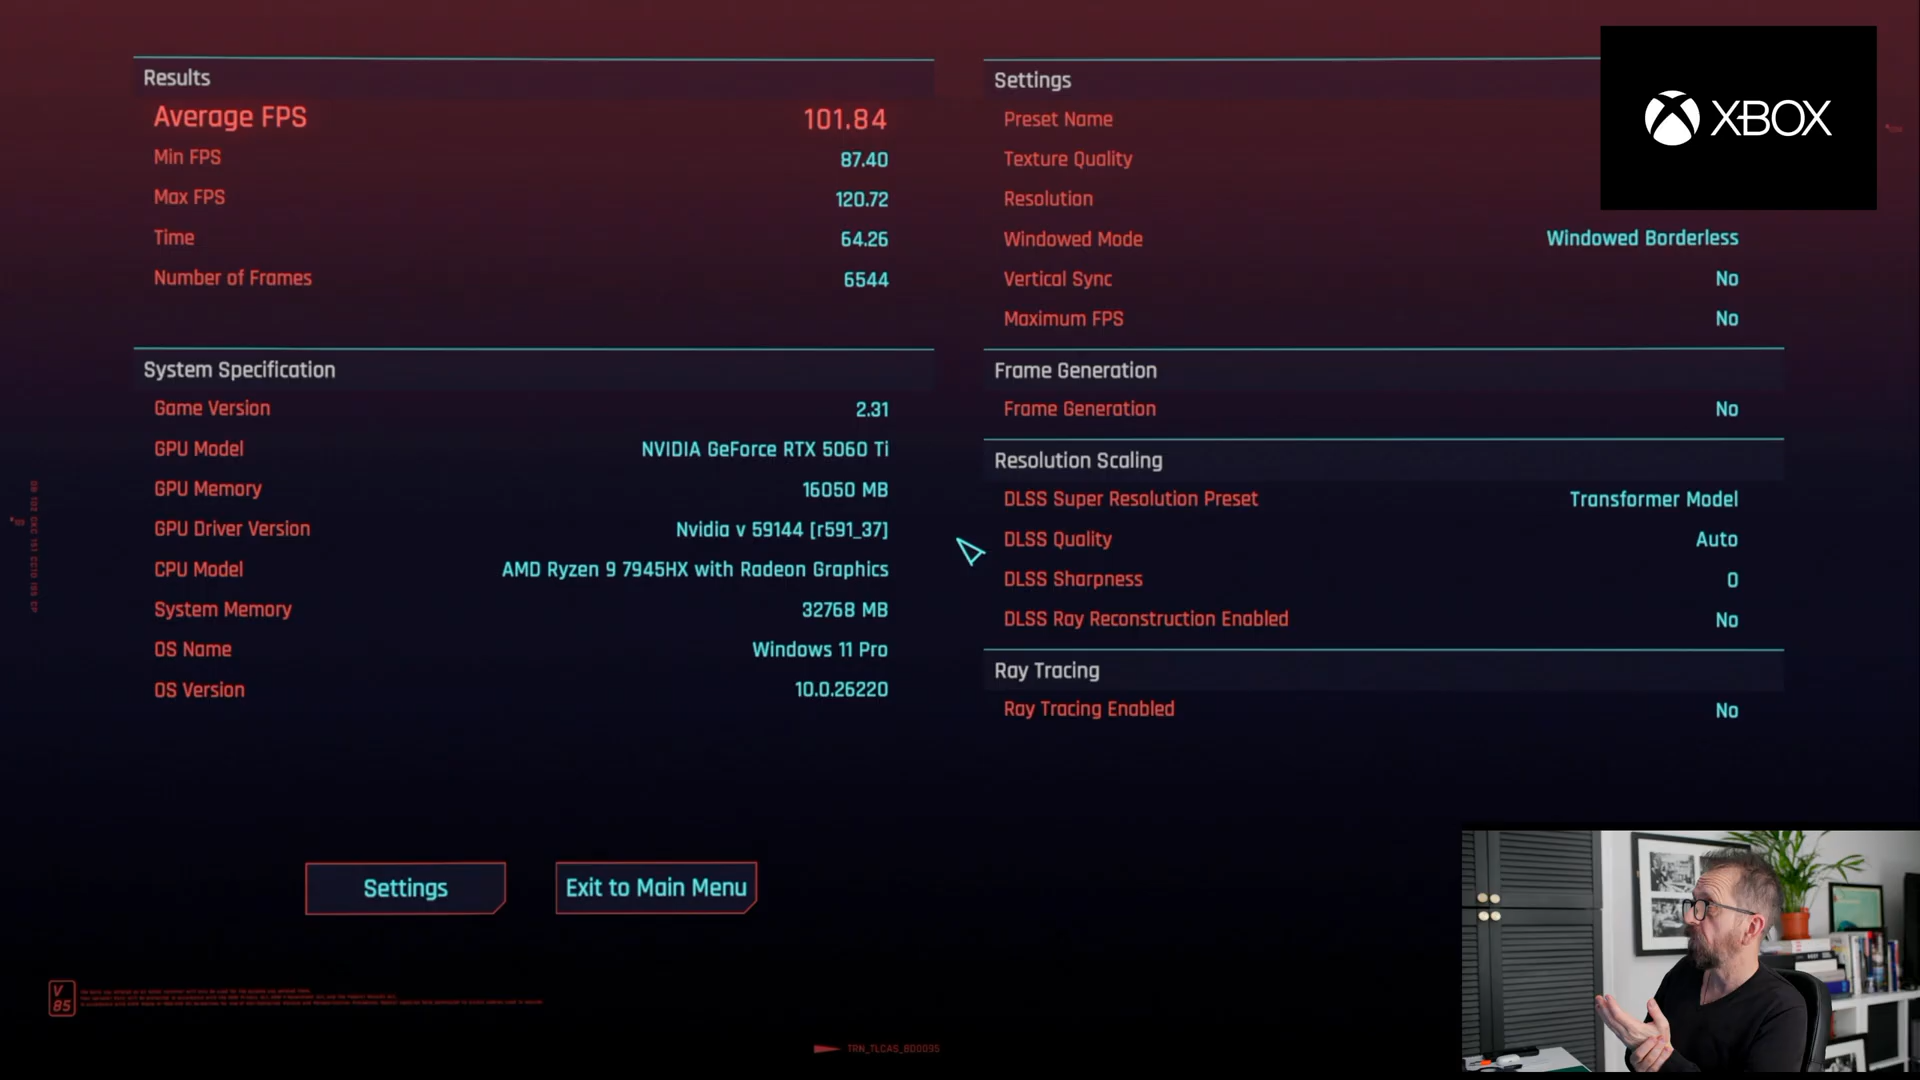 Results
Average FPS 101.84
Min FPS 87.40
Max FPS 120.72
Time 64.26
Number of Frames 6544
System Specification
Game Version 2.31
GPU Model NVIDIA GeForce RTX 5060 Ti
GPU Memory 16050 MB
GPU Driver Version Nvidia v 59144 [r591_37]
CPU Model AMD Ryzen 9 7945HX with Radeon Graphics
System Memory 32768 MB
OS Name Windows 11 Pro
OS Version 10.0.26220
Settings
Preset Name
Texture Quality
Resolution
Windowed Mode Windowed Borderless
Vertical Sync No
Maximum FPS No
Frame Generation
Frame Generation No
Resolution Scaling
DLSS Super Resolution Preset Transformer Model
DLSS Quality Auto
DLSS Sharpness 0
DLSS Ray Reconstruction Enabled No
Ray Tracing
Ray Tracing Enabled No
XBOX
Settings
Exit to Main Menu
V
85
TRN_TLCAS_800095